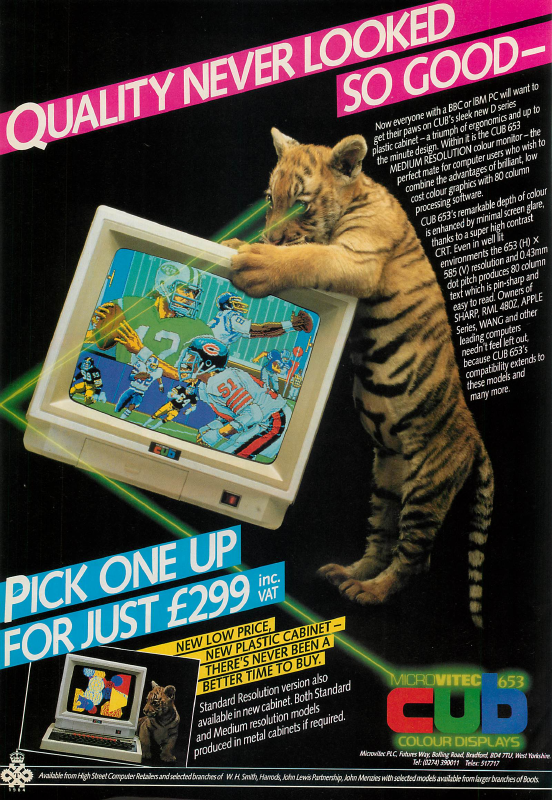 QUALITY NEVER LOOKED
SO GOOD—
Now everyone with a BBC or IBM PC will want to
get their paws on CUB's sleek new D series
plastic cabinet – a triumph of ergonomics and up to
the minute design. Within it is the CUB 653
MEDIUM RESOLUTION colour monitor – the
perfect mate for computer users who wish to
combine the advantages of brilliant, low
cost colour graphics with 80 column
processing software.
CUB 653's remarkable depth of colour
is enhanced by minimal screen glare,
thanks to a super high contrast
CRT. Even in well lit
environments the 653 (H) ×
585 (V) resolution and 0.43mm
dot pitch produces 80 column
text which is pin-sharp and
easy to read. Owners of
SHARP, RML 480Z, APPLE
Series, WANG and other
leading computers
needn't feel left out,
because CUB 653's
compatibility extends to
these models and
many more.
12
51
CUB
PICK ONE UP
FOR JUST £299 inc.
VAT
NEW LOW PRICE,
NEW PLASTIC CABINET –
THERE'S NEVER BEEN A
BETTER TIME TO BUY.
Standard Resolution version also
available in new cabinet. Both Standard
and Medium resolution models
produced in metal cabinets if required.
MICROVITEC 653
CUB
COLOUR DISPLAYS
Microvitec PLC, Futures Way, Bolling Road, Bradford, BD4 7TU, West Yorkshire.
Tel: (0274) 390011 Telex: 517717
Available from High Street Computer Retailers and selected branches of W. H. Smith, Harrods, John Lewis Partnership, John Menzies with selected models available from larger branches of Boots.